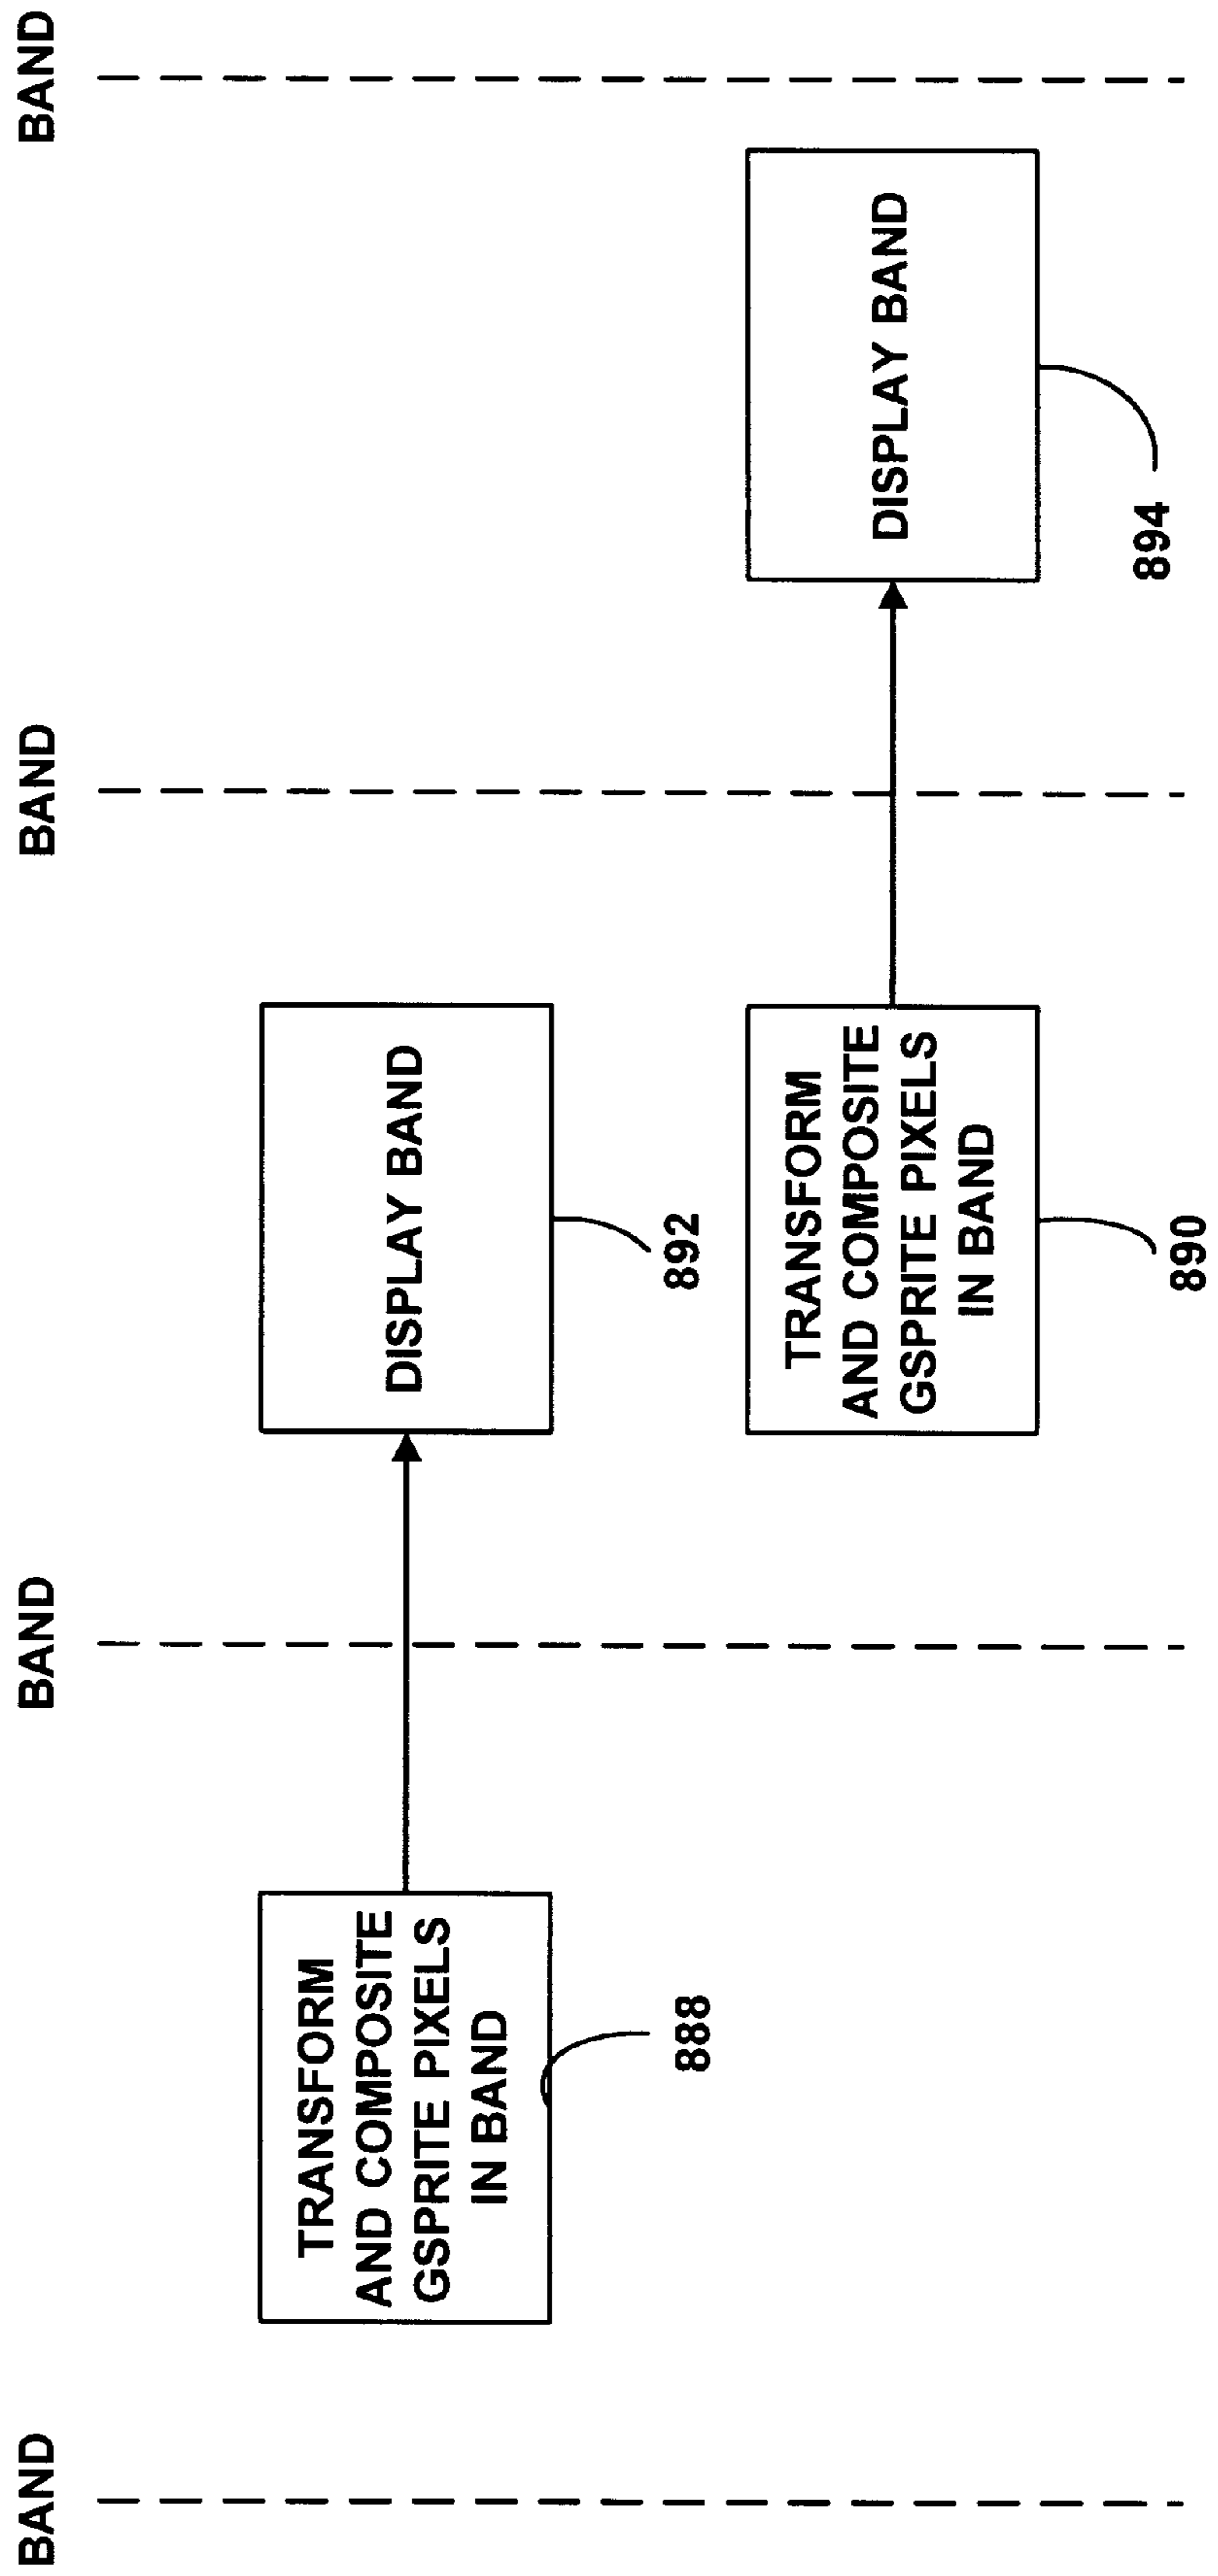 BAND
BAND
BAND
BAND
TRANSFORM
AND COMPOSITE
GSPRITE PIXELS
IN BAND
888
DISPLAY BAND
892
TRANSFORM
AND COMPOSITE
GSPRITE PIXELS
IN BAND
890
DISPLAY BAND
894